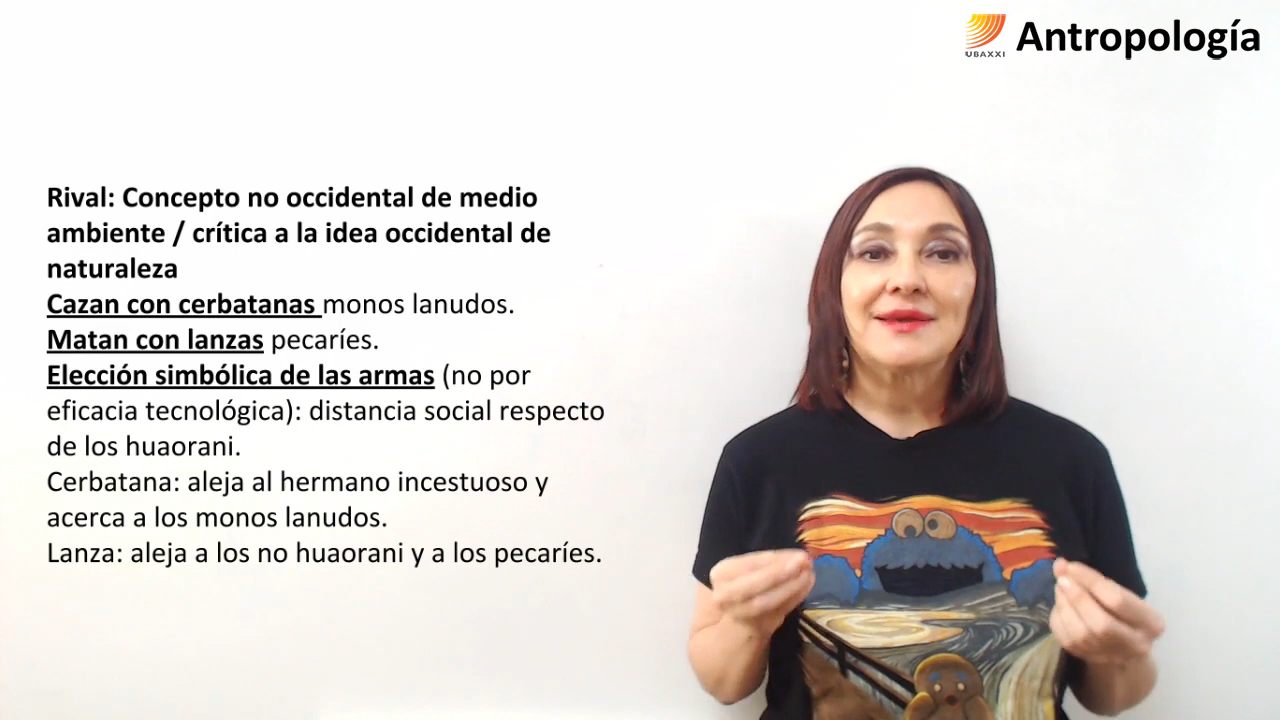 UBAXXI
Antropología
Rival: Concepto no occidental de medio
ambiente / crítica a la idea occidental de
naturaleza
Cazan con cerbatanas monos lanudos.
Matan con lanzas pecaríes.
Elección simbólica de las armas (no por
eficacia tecnológica): distancia social respecto
de los huaorani.
Cerbatana: aleja al hermano incestuoso y
acerca a los monos lanudos.
Lanza: aleja a los no huaorani y a los pecaríes.